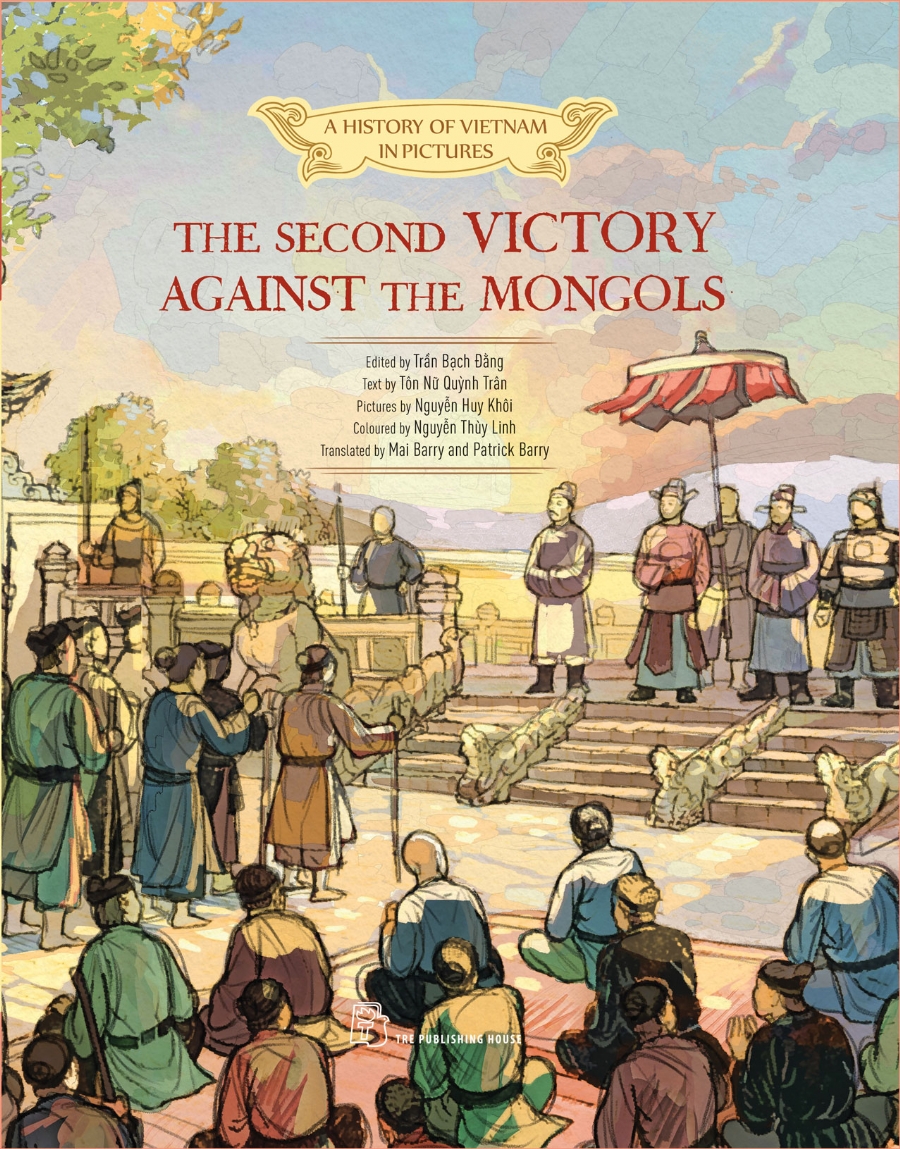 A HISTORY OF VIETNAM
IN PICTURES
THE SECOND VICTORY
AGAINST THE MONGOLS
Edited by Trần Bạch Đằng
Text by Tôn Nữ Quỳnh Trân
Pictures by Nguyễn Huy Khôi
Coloured by Nguyễn Thùy Linh
Translated by Mai Barry and Patrick Barry
TRE PUBLISHING HOUSE